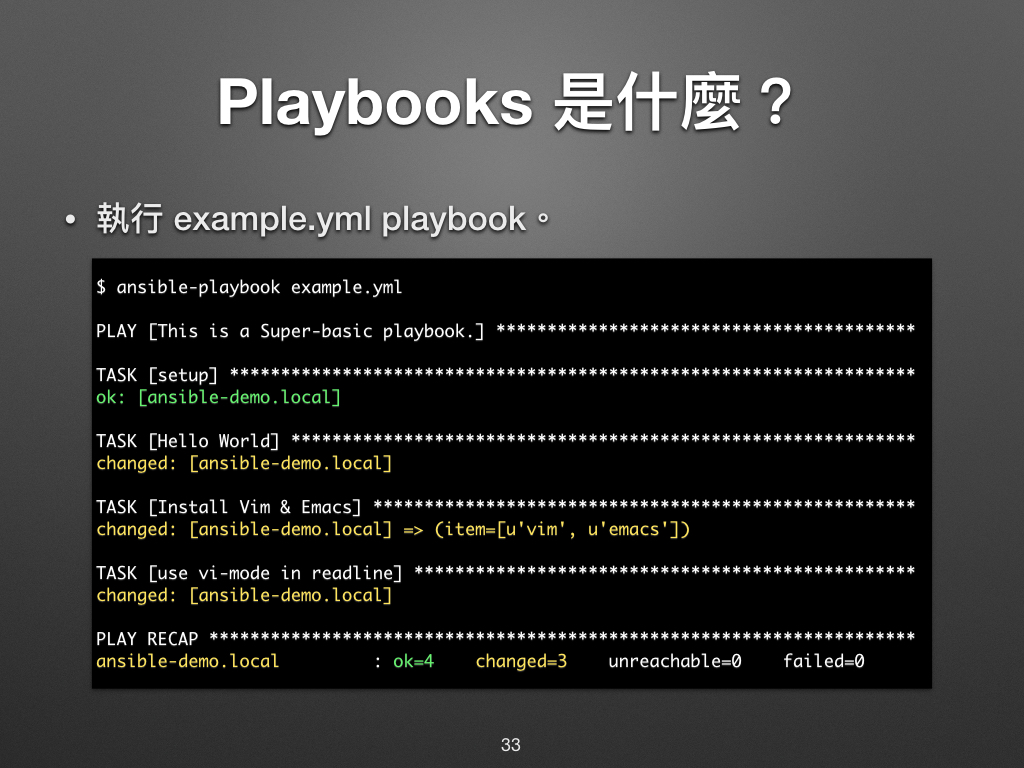 Playbooks 是什麼？
• 執行 example.yml playbook。
$ ansible-playbook example.yml
PLAY [This is a Super-basic playbook.] *****************************************
TASK [setup] *******************************************************************
ok: [ansible-demo.local]
TASK [Hello World] *************************************************************
changed: [ansible-demo.local]
TASK [Install Vim & Emacs] *****************************************************
changed: [ansible-demo.local] => (item=[u'vim', u'emacs'])
TASK [use vi-mode in readline] *************************************************
changed: [ansible-demo.local]
PLAY RECAP *********************************************************************
ansible-demo.local         : ok=4    changed=3    unreachable=0    failed=0
33